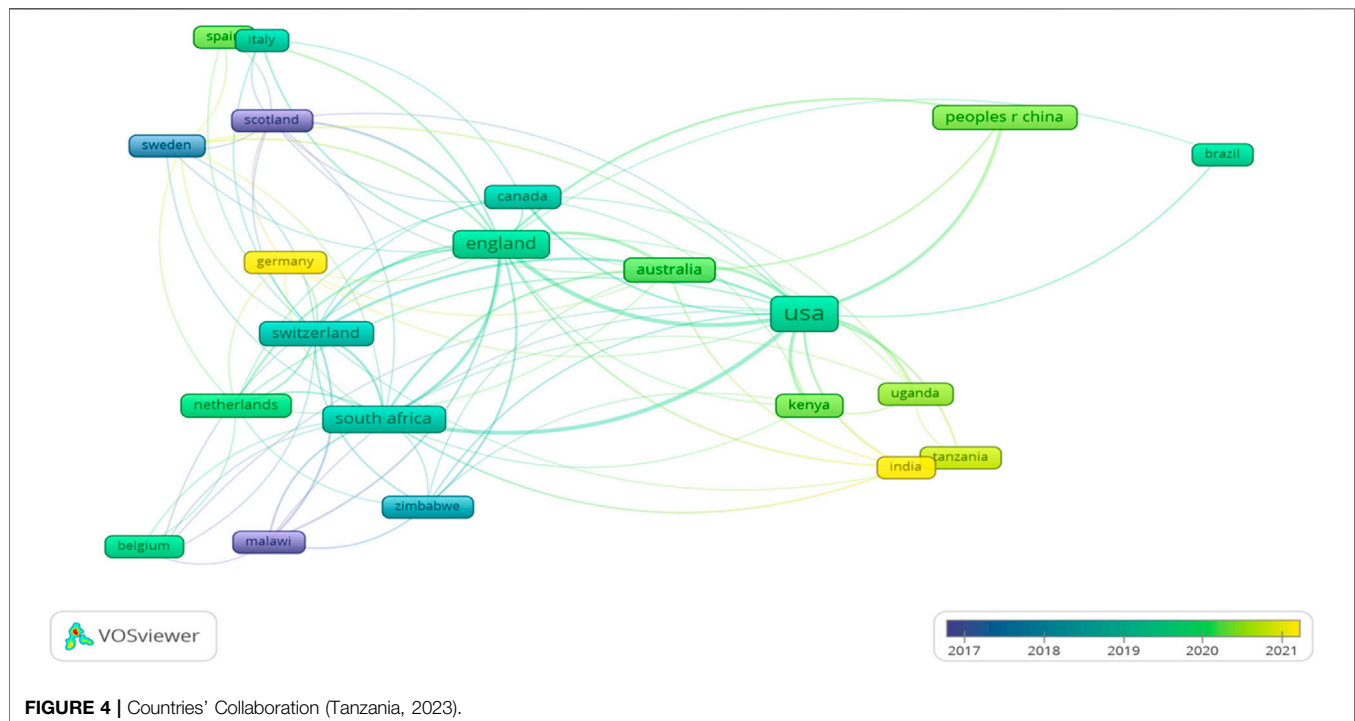 spain
italy
scotland
peoples r china
sweden
brazil
canada
england
germany
australia
usa
switzerland
uganda
netherlands
kenya
south africa
tanzania
india
zimbabwe
malawi
belgium
VOSviewer
2017 2018 2019 2020 2021
FIGURE 4 | Countries' Collaboration (Tanzania, 2023).